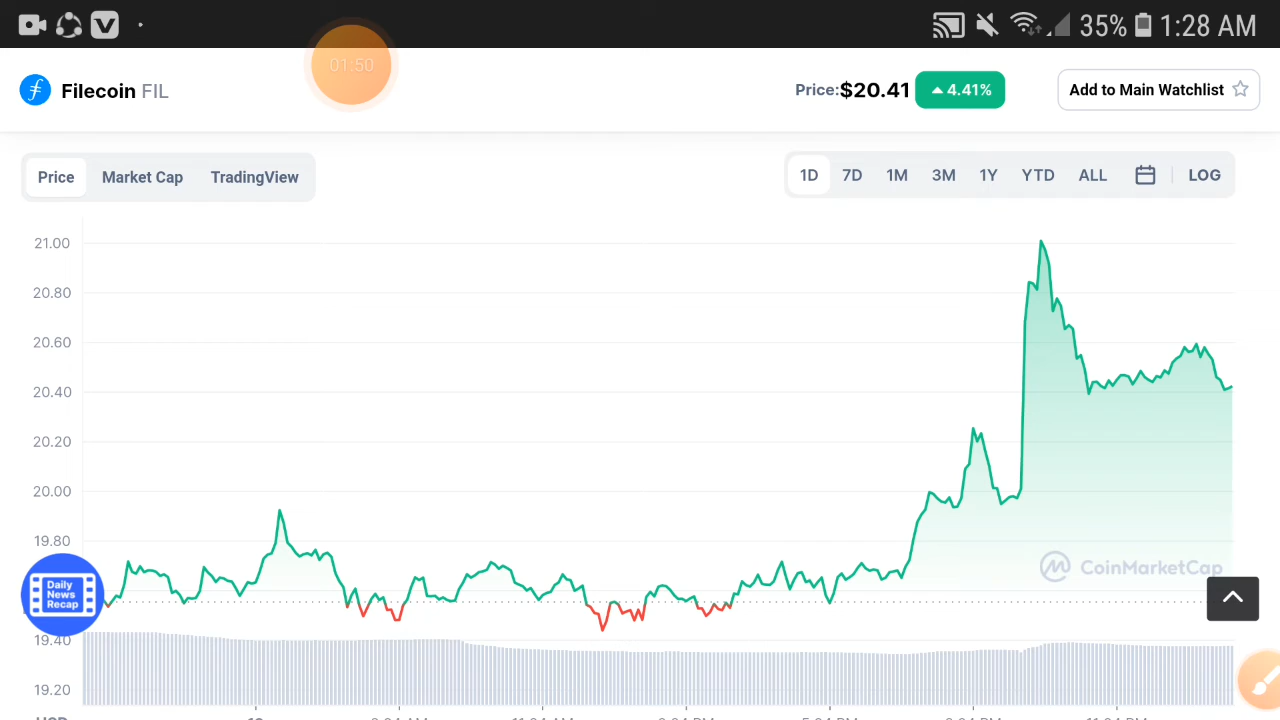 35% 1:28 AM
01:50
Filecoin FIL
Price: $20.41 4.41%
Add to Main Watchlist
Price Market Cap TradingView
1D 7D 1M 3M 1Y YTD ALL LOG
21.00
20.80
20.60
20.40
20.20
20.00
19.80
CoinMarketCap
Daily
News
Recap
19.40
19.20